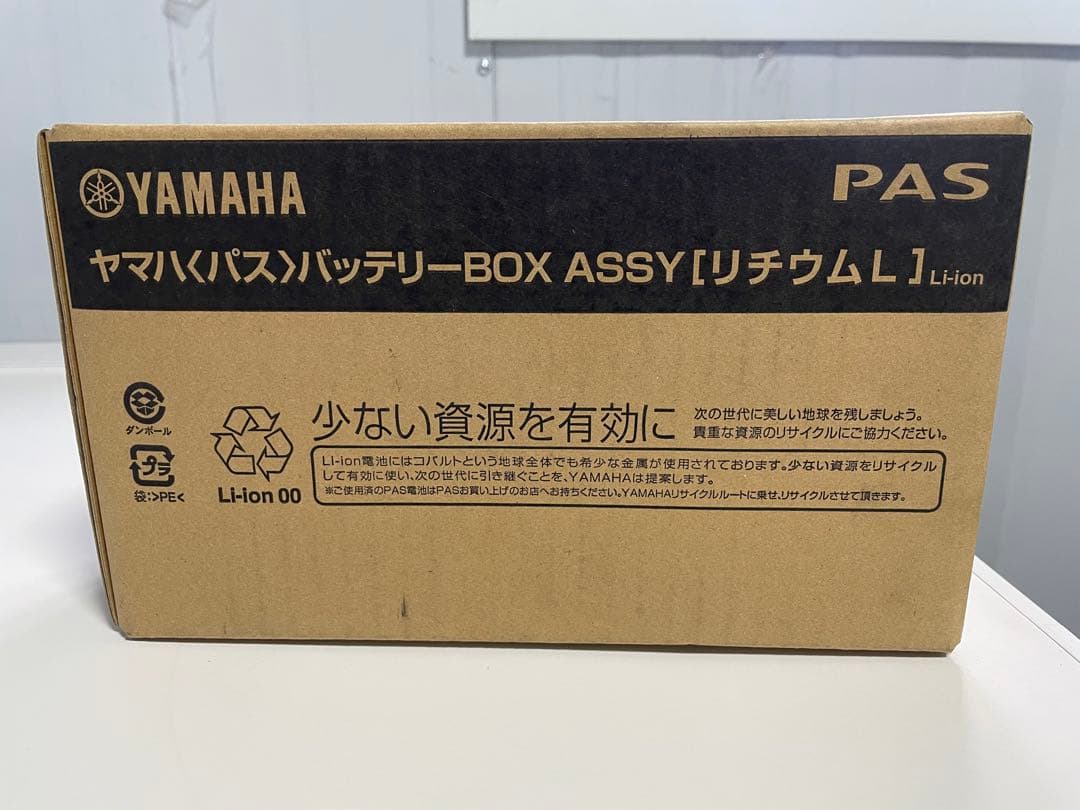 YAMAHA
PAS
ヤマハ〈パス〉バッテリーBOX ASSY[リチウムL] Li-ion
ダンボール
プラ
袋:>PE<
Li-ion 00
少ない資源を有効に
次の世代に美しい地球を残しましょう。
貴重な資源のリサイクルにご協力ください。
LI-ion電池にはコバルトという地球全体でも希少な金属が使用されております。少ない資源をリサイクル
して有効に使い、次の世代に引き継ぐことを、YAMAHAは提案します。
※ご使用済のPAS電池はPASお買い上げのお店へお持ちください。YAMAHAリサイクルルートに乗せ、リサイクルさせて頂きます。